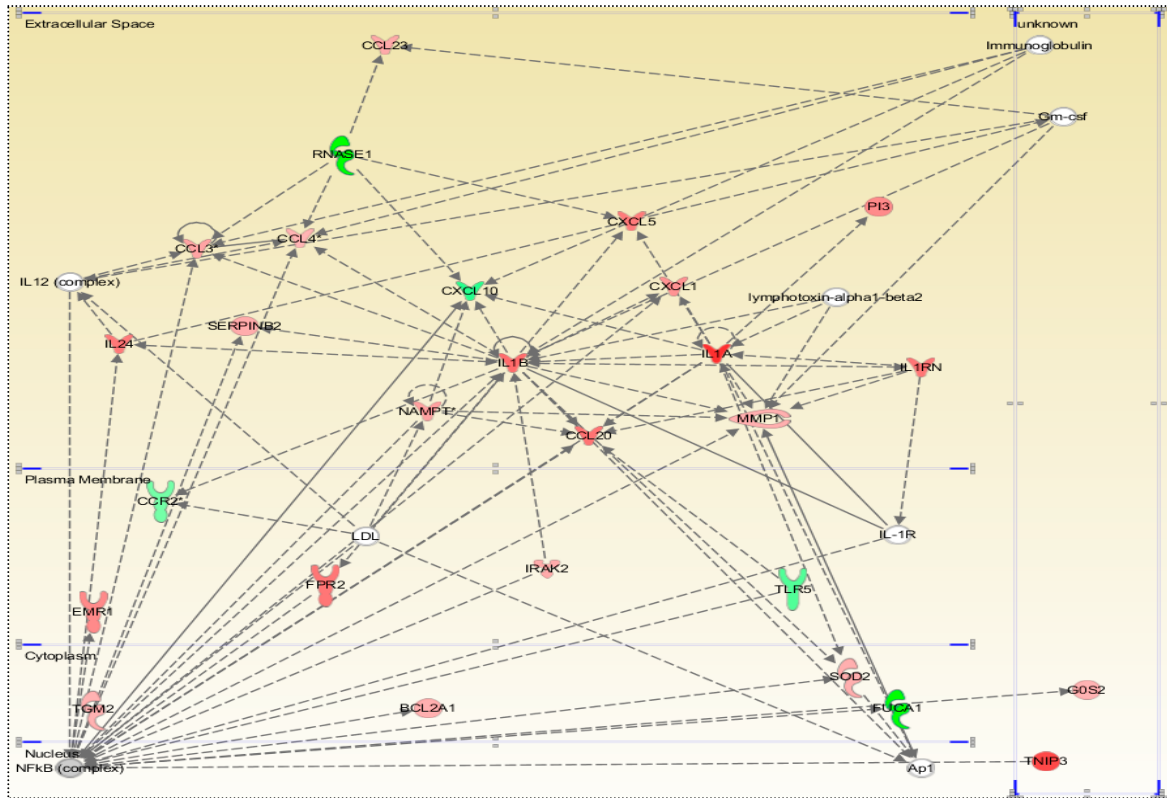 Extracellular Space
unknown
CCL23
Immunoglobulin
Gm-csf
RNASE1
PI3
CXCL5
CCL4*
CCL3*
IL12 (complex)
CXCL10
CXCL1
lymphotoxin-alpha1-beta2
SERPINB2
IL24
IL1B
IL1A
IL1RN
NAMPT*
MMP1
CCL20
Plasma Membrane
CCR2*
LDL
IL-1R
IRAK2
FPR2
TLR5
EMR1
Cytoplasm
SOD2
G0S2
TGM2
BCL2A1
FUCA1
Nucleus
NFkB (complex)
Ap1
TNIP3